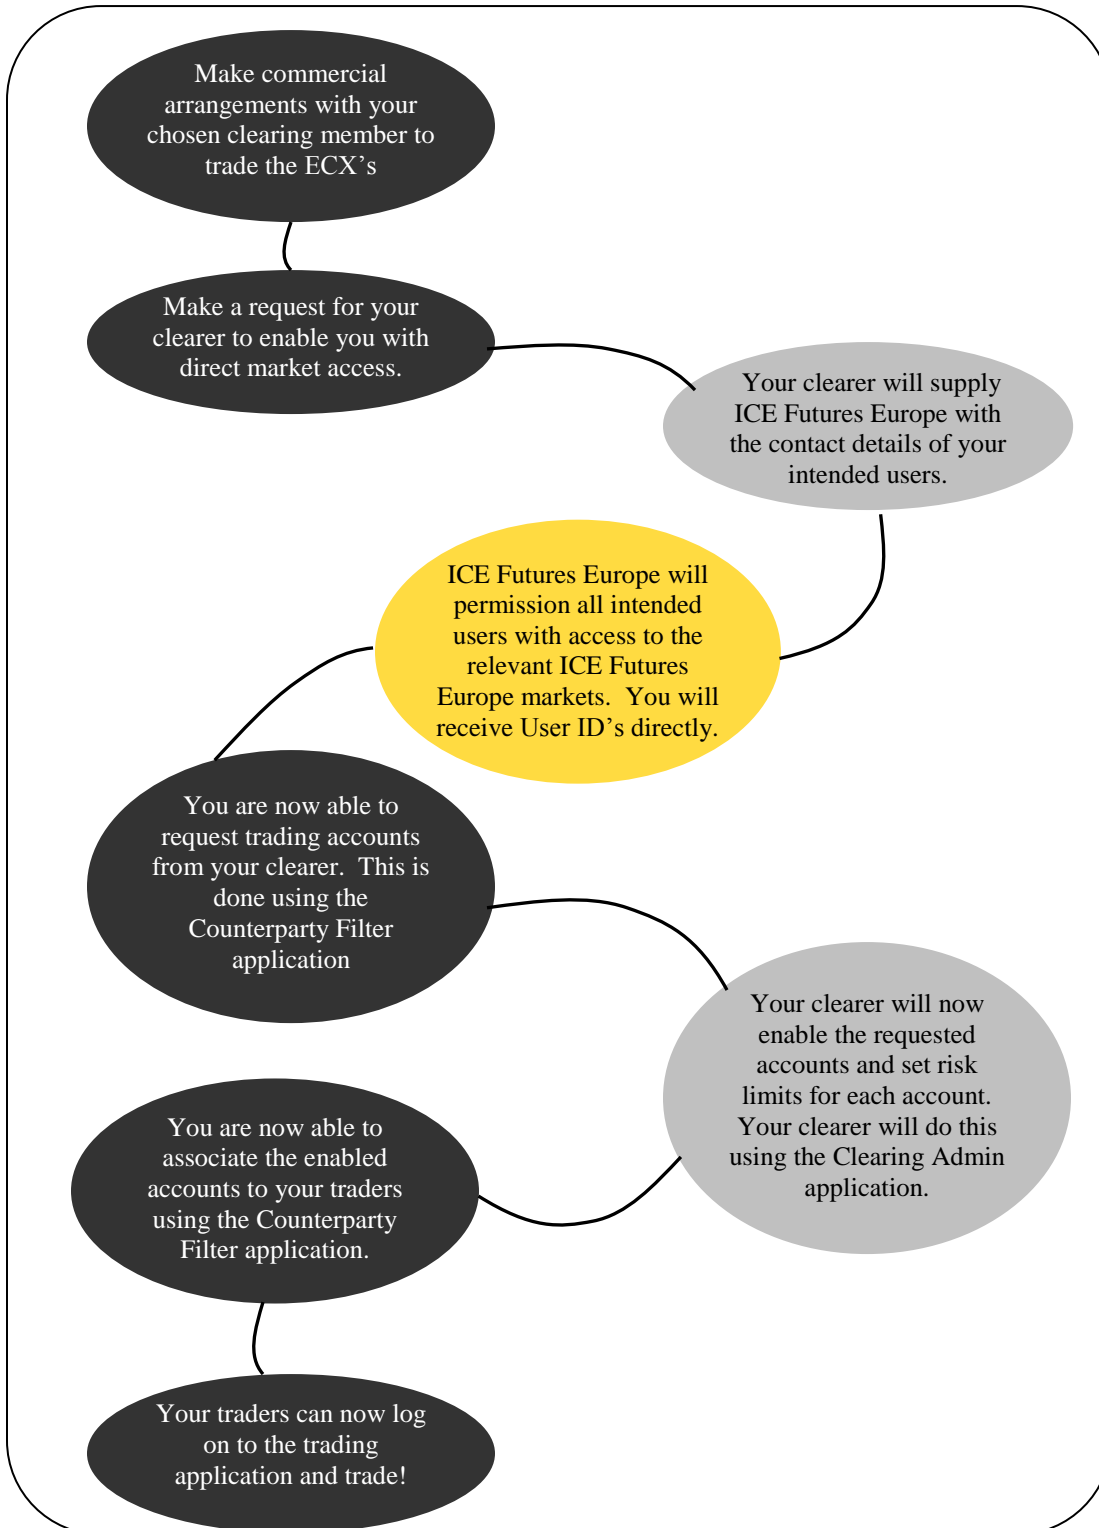 Make commercial
arrangements with your
chosen clearing member to
trade the ECX’s
Make a request for your
clearer to enable you with
direct market access.
Your clearer will supply
ICE Futures Europe with
the contact details of your
intended users.
ICE Futures Europe will
permission all intended
users with access to the
relevant ICE Futures
Europe markets.  You will
receive User ID’s directly.
You are now able to
request trading accounts
from your clearer.  This is
done using the
Counterparty Filter
application
Your clearer will now
enable the requested
accounts and set risk
limits for each account.
Your clearer will do this
using the Clearing Admin
application.
You are now able to
associate the enabled
accounts to your traders
using the Counterparty
Filter application.
Your traders can now log
on to the trading
application and trade!